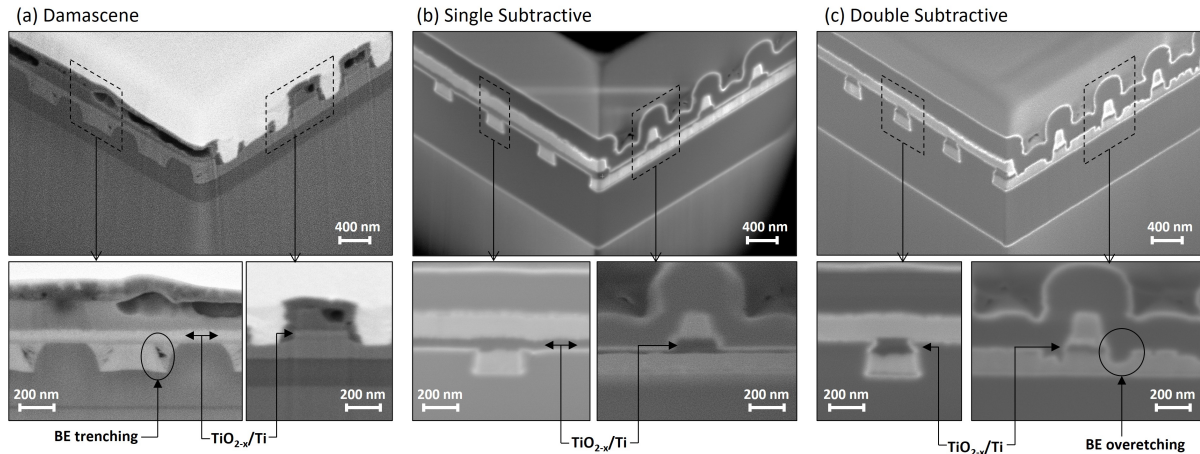 (a) Damascene
(b) Single Subtractive
(c) Double Subtractive
400 nm
400 nm
400 nm
200 nm
200 nm
200 nm
200 nm
200 nm
200 nm
BE trenching
TiO₂₋ₓ/Ti
TiO₂₋ₓ/Ti
TiO₂₋ₓ/Ti
BE overetching